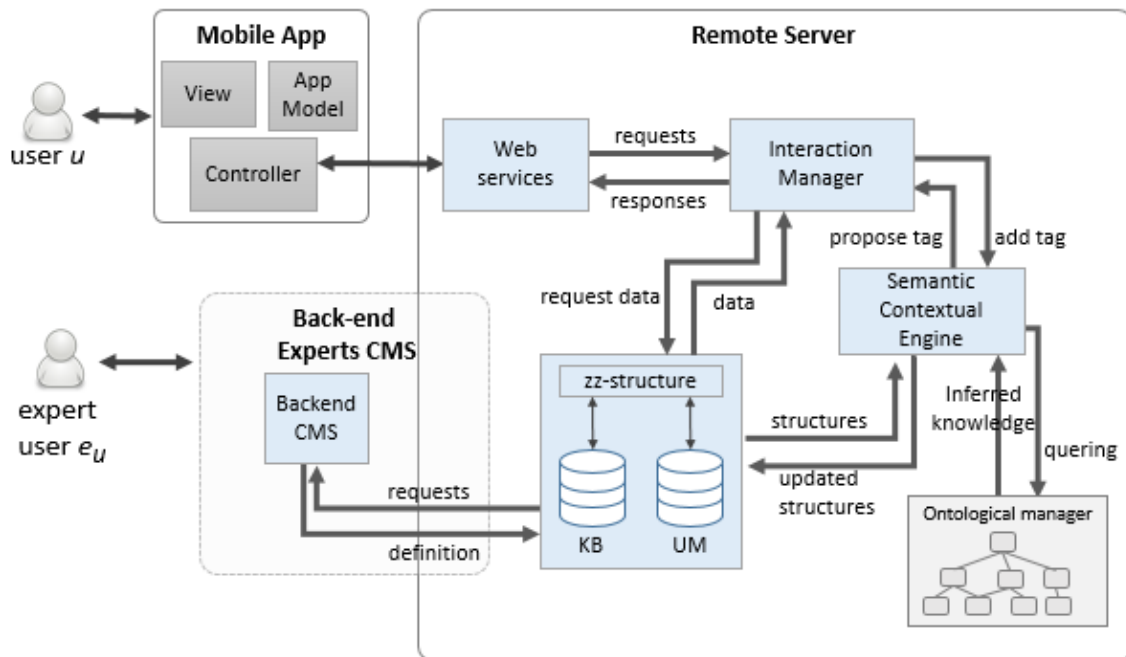 Mobile App
View
App
Model
Controller
user u
Remote Server
Web
services
requests
responses
Interaction
Manager
propose tag
add tag
request data
data
Semantic
Contextual
Engine
Back-end
Experts CMS
Backend
CMS
expert
user eu
requests
definition
zz-structure
KB
UM
structures
updated
structures
Inferred
knowledge
quering
Ontological manager